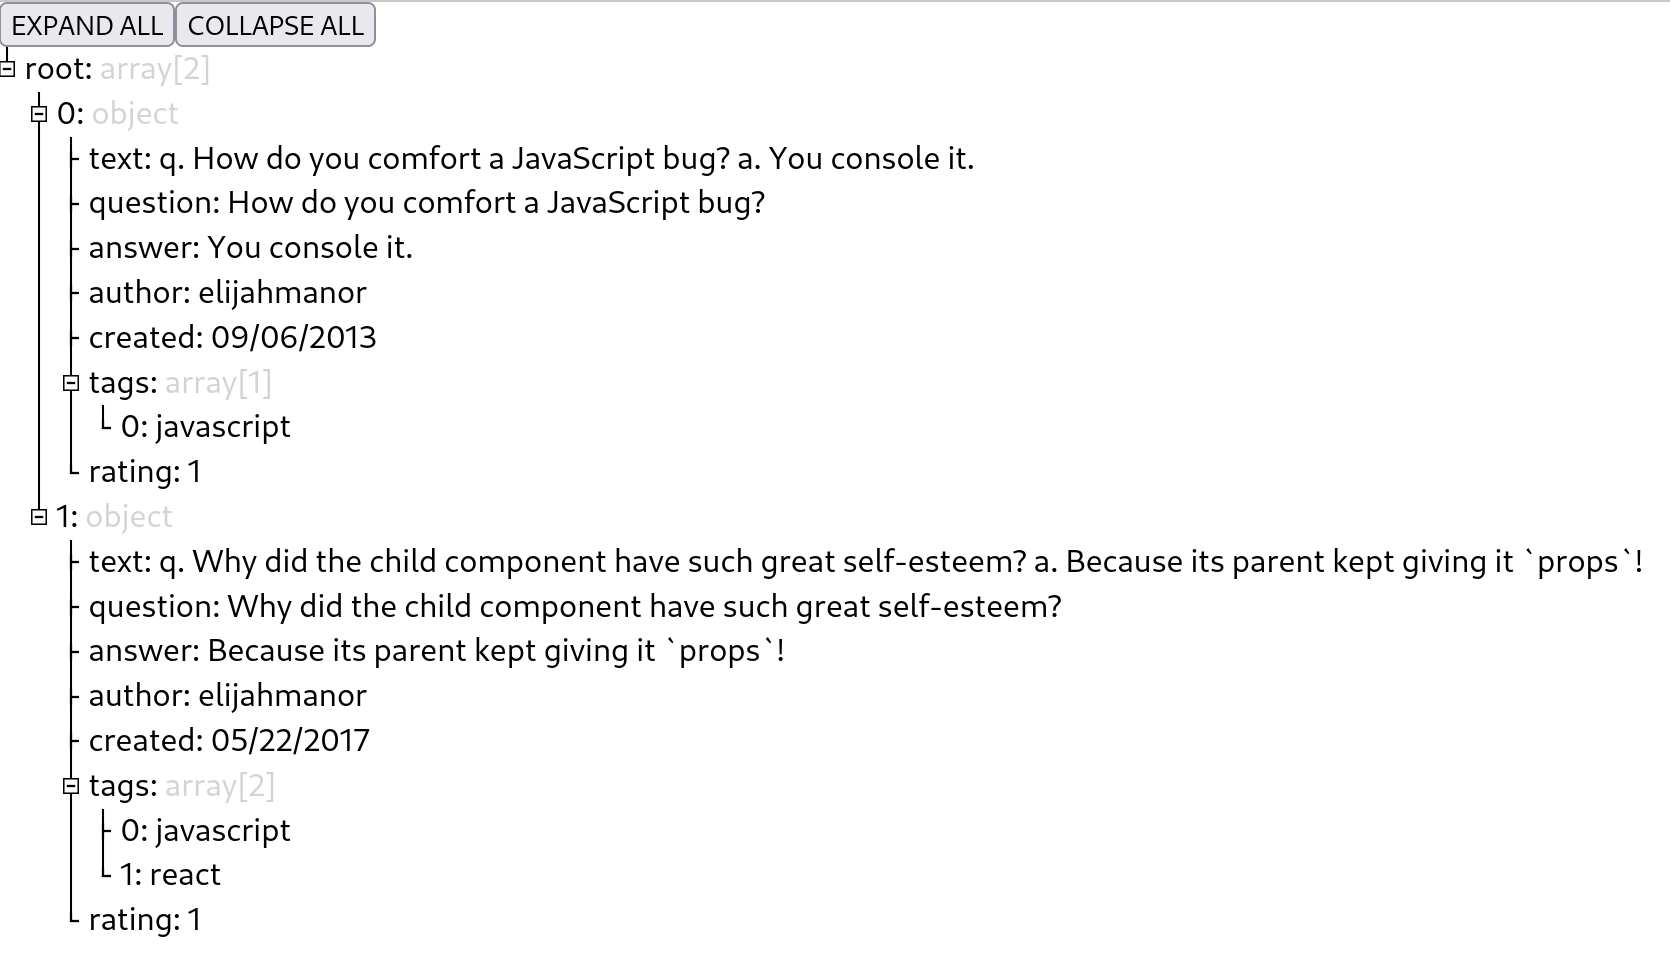 EXPAND ALL COLLAPSE ALL
root: array[2]
0: object
text: q. How do you comfort a JavaScript bug? a. You console it.
question: How do you comfort a JavaScript bug?
answer: You console it.
author: elijahmanor
created: 09/06/2013
tags: array[1]
0: javascript
rating: 1
1: object
text: q. Why did the child component have such great self-esteem? a. Because its parent kept giving it `props`!
question: Why did the child component have such great self-esteem?
answer: Because its parent kept giving it `props`!
author: elijahmanor
created: 05/22/2017
tags: array[2]
0: javascript
1: react
rating: 1